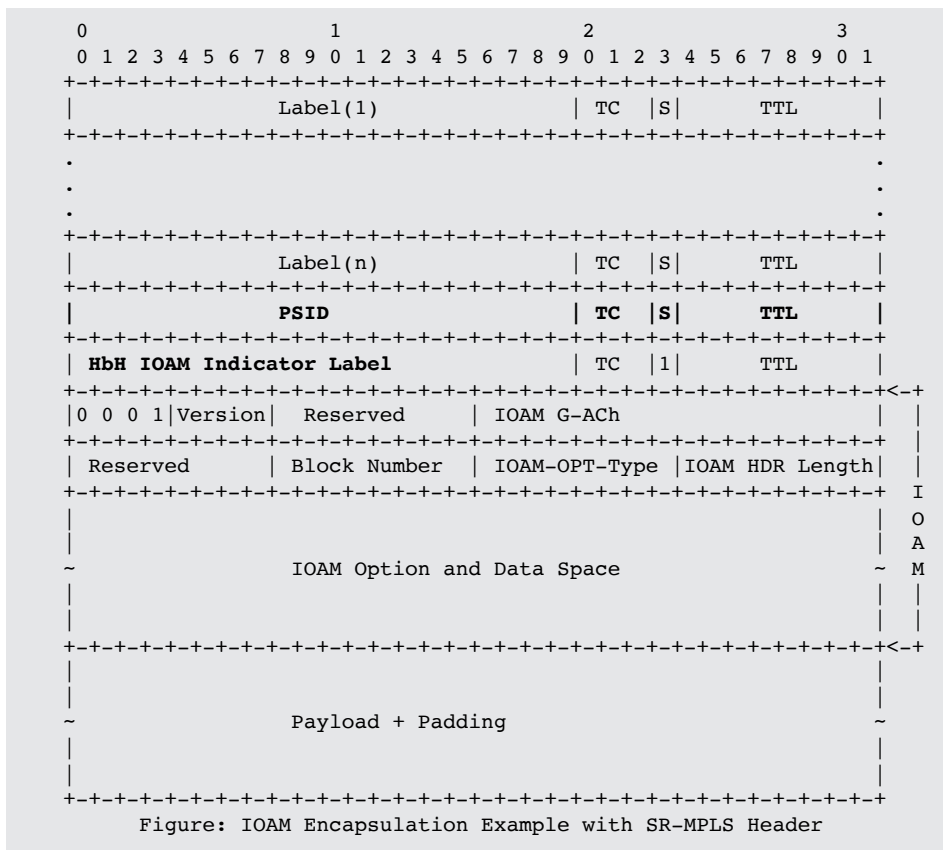 0                   1                   2                   3
 0 1 2 3 4 5 6 7 8 9 0 1 2 3 4 5 6 7 8 9 0 1 2 3 4 5 6 7 8 9 0 1
+-+-+-+-+-+-+-+-+-+-+-+-+-+-+-+-+-+-+-+-+-+-+-+-+-+-+-+-+-+-+-+-+
|                Label(1)               | TC  |S|      TTL      |
+-+-+-+-+-+-+-+-+-+-+-+-+-+-+-+-+-+-+-+-+-+-+-+-+-+-+-+-+-+-+-+-+
.                                                               .
.                                                               .
.                                                               .
+-+-+-+-+-+-+-+-+-+-+-+-+-+-+-+-+-+-+-+-+-+-+-+-+-+-+-+-+-+-+-+-+
|                Label(n)               | TC  |S|      TTL      |
+-+-+-+-+-+-+-+-+-+-+-+-+-+-+-+-+-+-+-+-+-+-+-+-+-+-+-+-+-+-+-+-+
|                PSID                   | TC  |S|      TTL      |
+-+-+-+-+-+-+-+-+-+-+-+-+-+-+-+-+-+-+-+-+-+-+-+-+-+-+-+-+-+-+-+-+
| HbH IOAM Indicator Label              | TC  |1|      TTL      |
+-+-+-+-+-+-+-+-+-+-+-+-+-+-+-+-+-+-+-+-+-+-+-+-+-+-+-+-+-+-+-+-+<-+
|0 0 0 1|Version|  Reserved     | IOAM G-ACh                    |  |
+-+-+-+-+-+-+-+-+-+-+-+-+-+-+-+-+-+-+-+-+-+-+-+-+-+-+-+-+-+-+-+-+  |
| Reserved      | Block Number  | IOAM-OPT-Type |IOAM HDR Length|  |
+-+-+-+-+-+-+-+-+-+-+-+-+-+-+-+-+-+-+-+-+-+-+-+-+-+-+-+-+-+-+-+-+  I
|                                                               |  O
|                                                               |  A
~                 IOAM Option and Data Space                    ~  M
|                                                               |  |
|                                                               |  |
+-+-+-+-+-+-+-+-+-+-+-+-+-+-+-+-+-+-+-+-+-+-+-+-+-+-+-+-+-+-+-+-+<-+
|                                                               |
|                                                               |
~                 Payload + Padding                             ~
|                                                               |
|                                                               |
+-+-+-+-+-+-+-+-+-+-+-+-+-+-+-+-+-+-+-+-+-+-+-+-+-+-+-+-+-+-+-+-+
Figure: IOAM Encapsulation Example with SR-MPLS Header